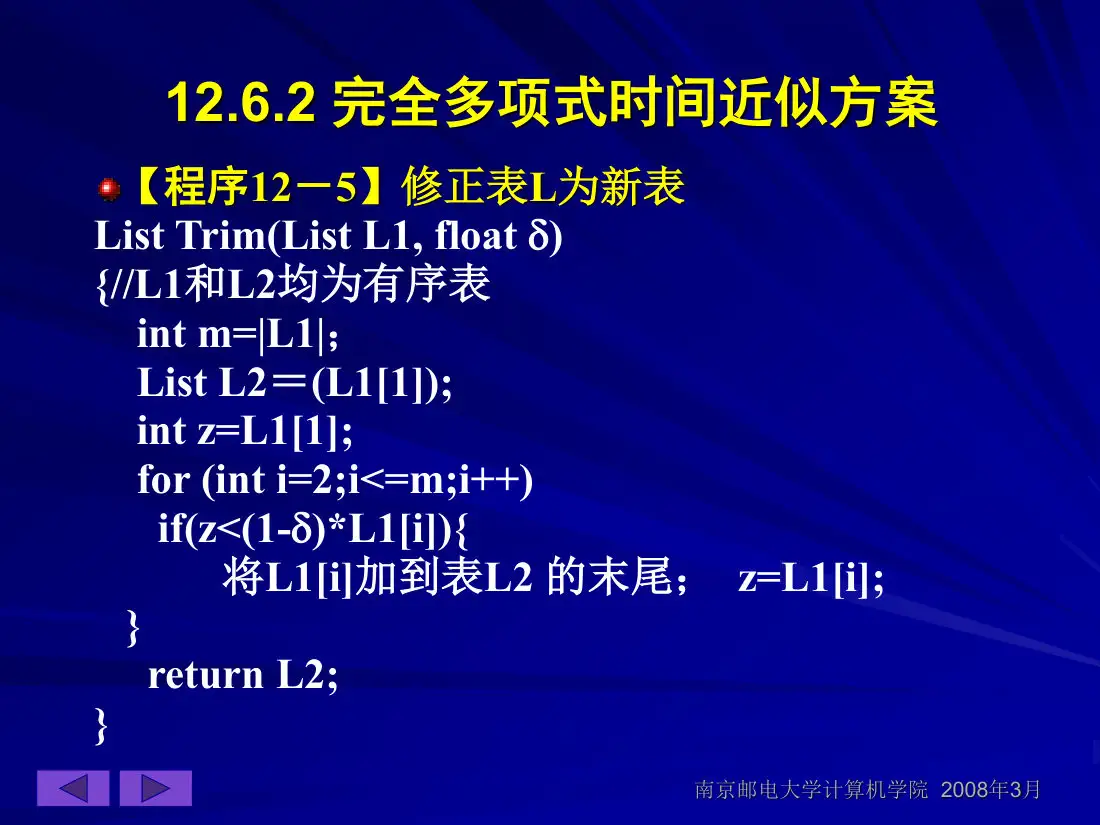 12.6.2 完全多项式时间近似方案
【程序12－5】修正表L为新表
List Trim(List L1, float δ)
{//L1和L2均为有序表
int m=|L1|；
List L2＝(L1[1]);
int z=L1[1];
for (int i=2;i<=m;i++)
if(z<(1-δ)*L1[i]){
将L1[i]加到表L2 的末尾； z=L1[i];
}
return L2;
}
南京邮电大学计算机学院 2008年3月